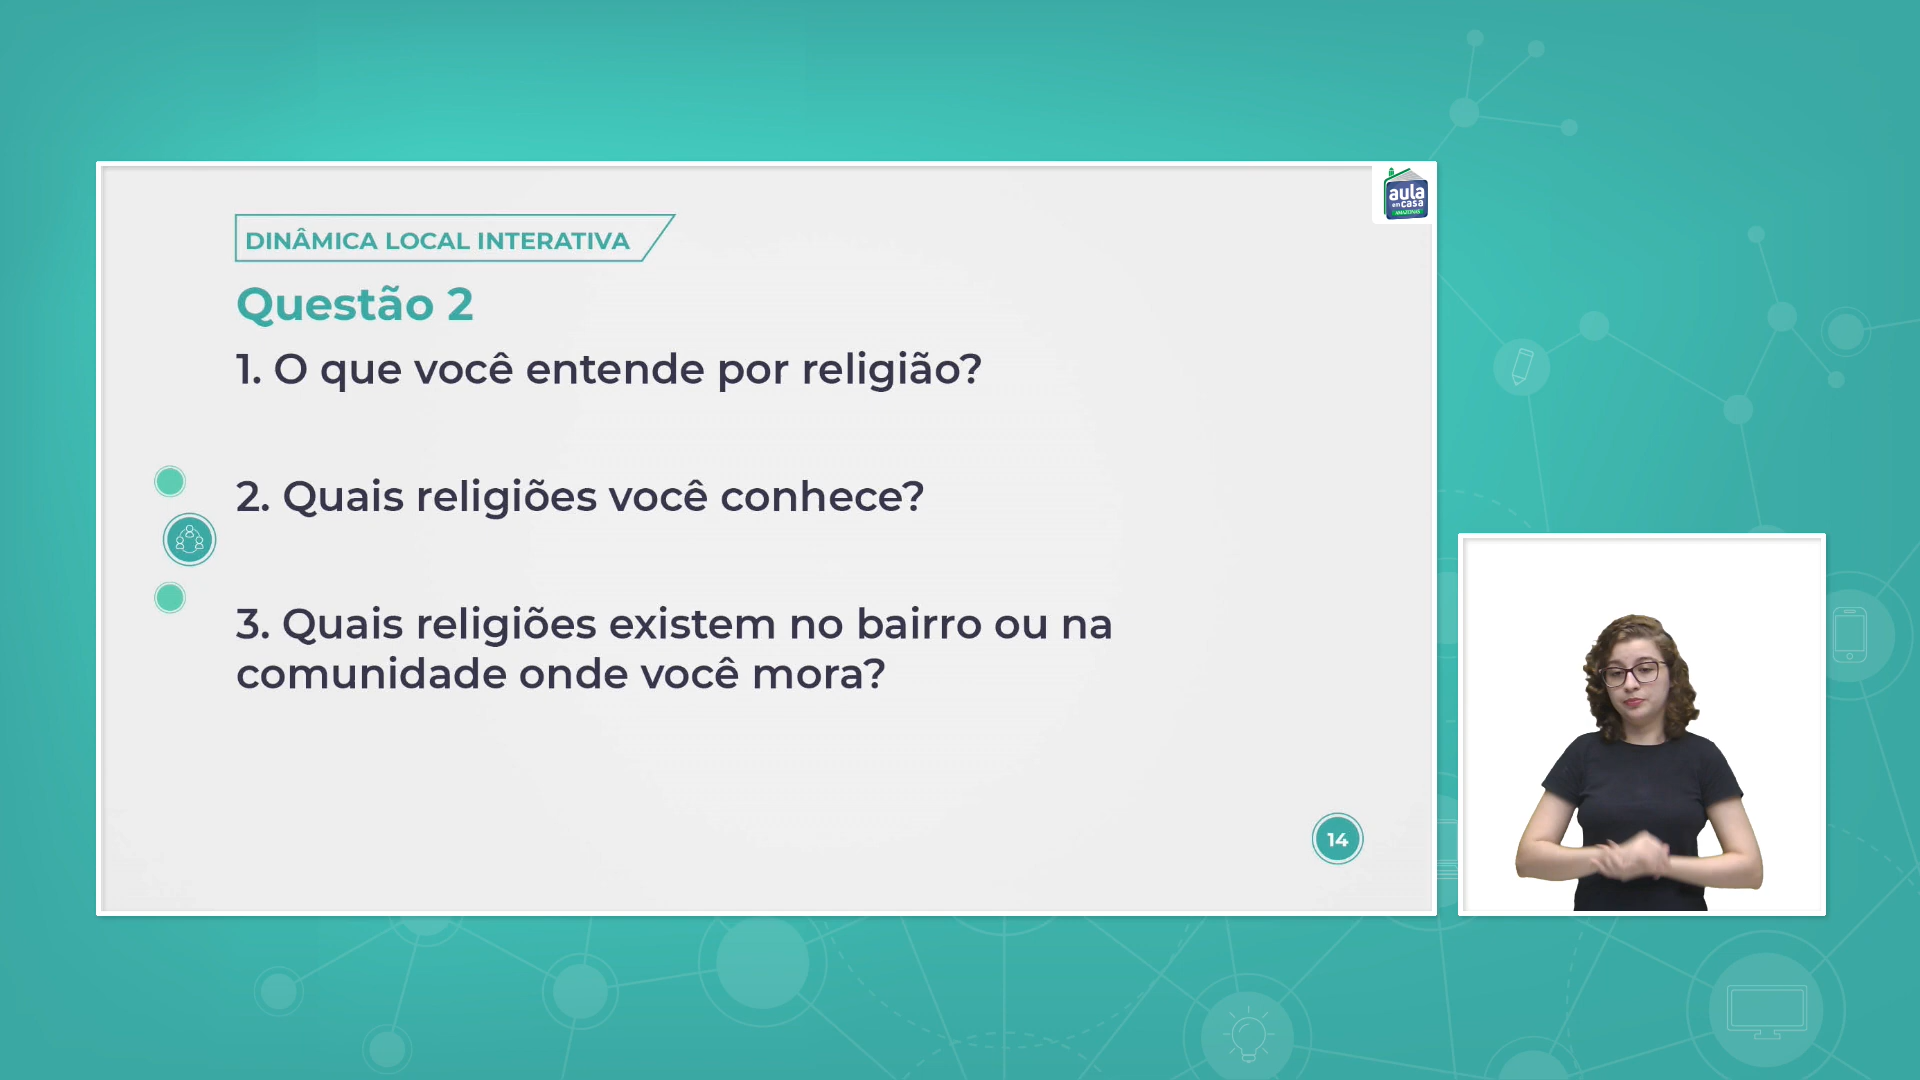 aula
em casa
AMAZONAS
DINÂMICA LOCAL INTERATIVA
Questão 2
1. O que você entende por religião?
2. Quais religiões você conhece?
3. Quais religiões existem no bairro ou na
comunidade onde você mora?
14